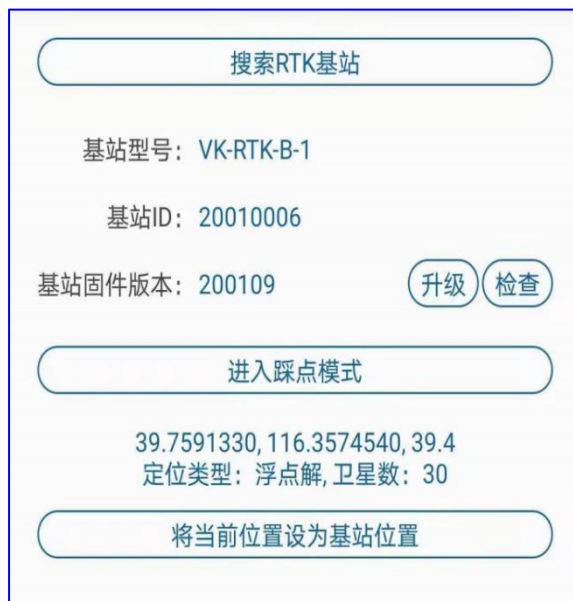 搜索RTK基站
基站型号：VK-RTK-B-1
基站ID：20010006
基站固件版本：200109 升级 检查
进入踩点模式
39.7591330, 116.3574540, 39.4
定位类型：浮点解, 卫星数：30
将当前位置设为基站位置